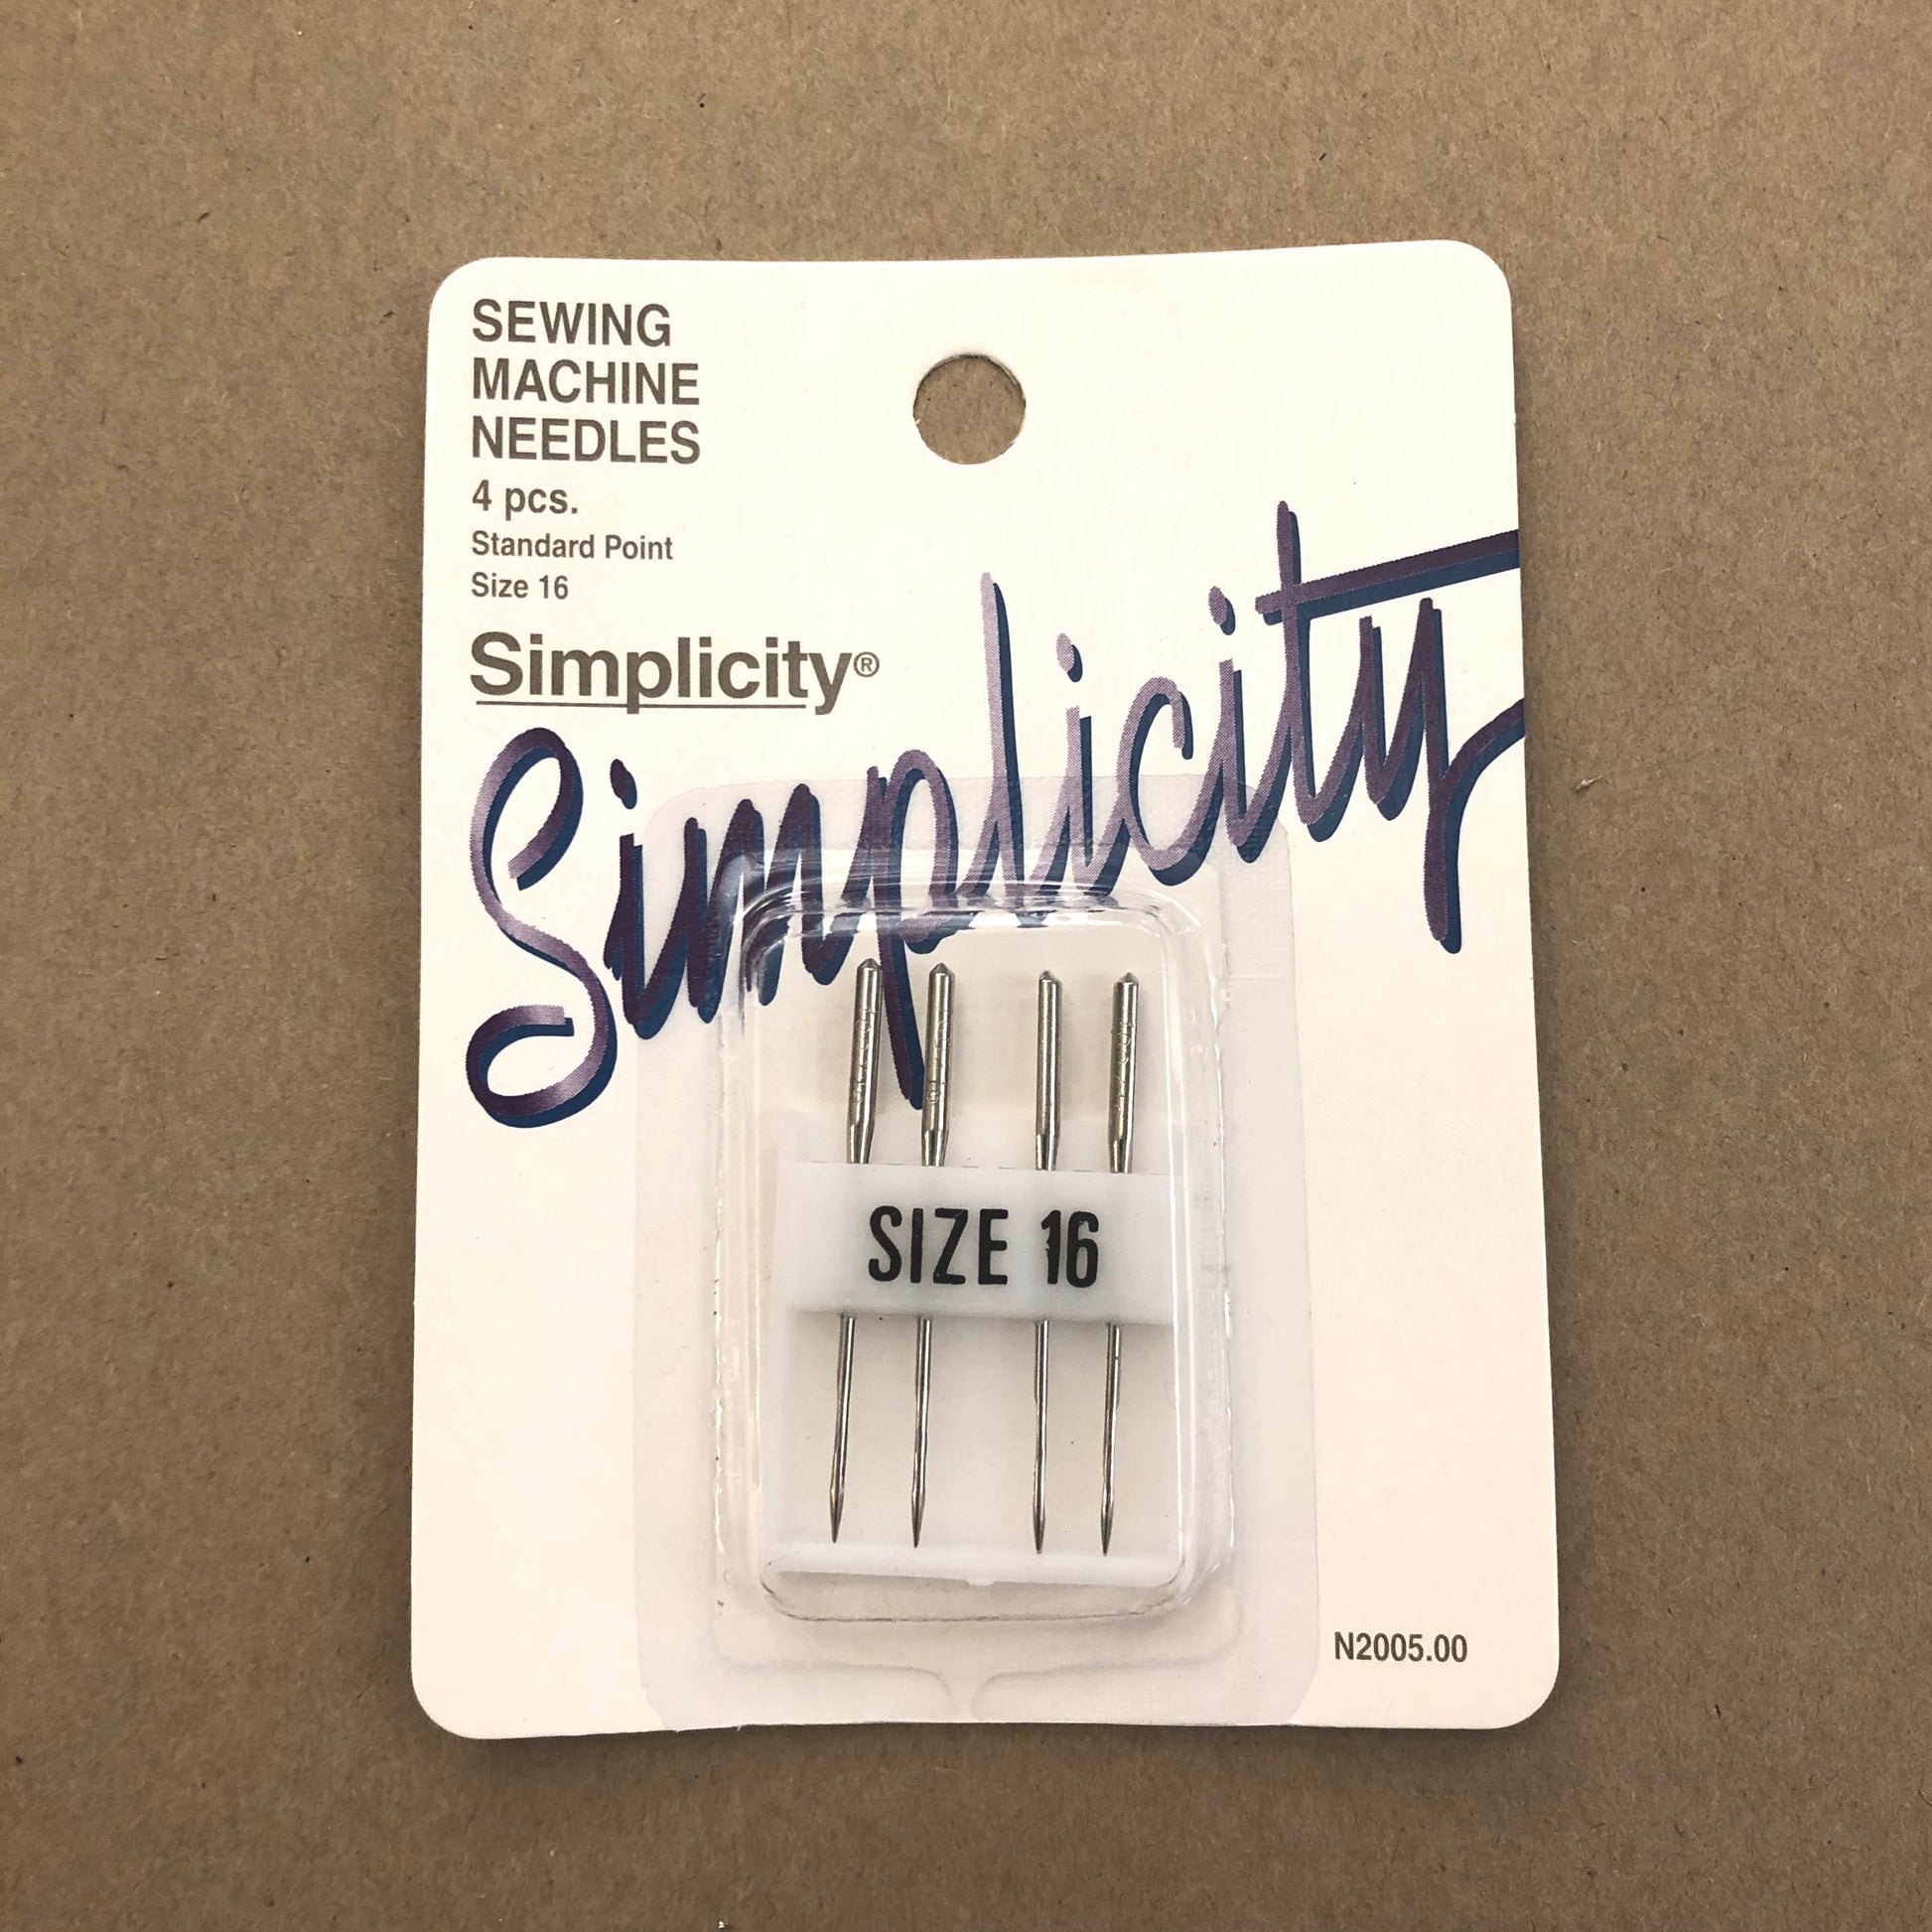 SEWING
MACHINE
NEEDLES
4 pcs.
Standard Point
Size 16
Simplicity®
Simplicity
SIZE 16
N2005.00